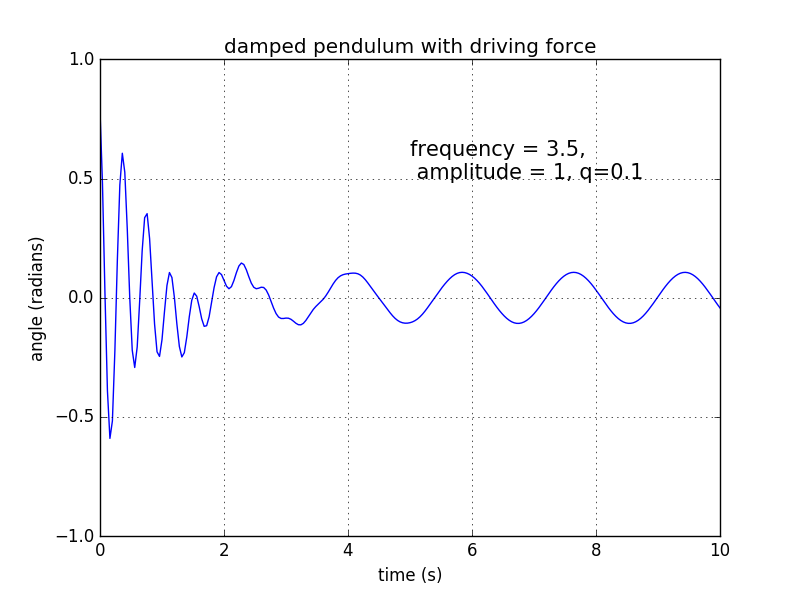 damped pendulum with driving force
1.0
frequency = 3.5,
amplitude = 1, q=0.1
0.5
0.0
angle (radians)
−0.5
−1.0
0 2 4 6 8 10
time (s)